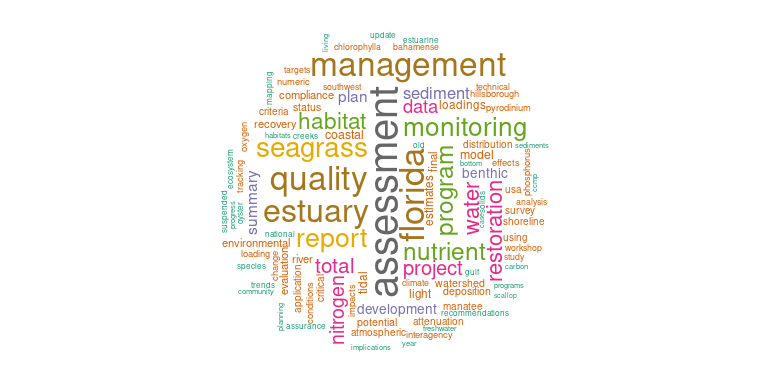 update
living
estuarine
chlorophylla
bahamense
management
targets
numeric
southwest
technical
mapping
compliance
plan
sediment
hillsborough
assessment
criteria
status
data
loadings
pyrodinium
recovery
habitat
monitoring
habitats
creeks
coastal
oxygen
seagrass
old
distribution
sediments
florida
final
program
model
bottom
effects
phosphorus
ecosystem
tracking
quality
benthic
ccmp
summary
estimates
water
restoration
usa
suspended
progress
oyster
estuary
solids
case
analysis
survey
shoreline
national
report
using
environmental
nutrient
workshop
loading
change
evaluation
river
study
species
total
project
gulf
carbon
trends
application
critical
tidal
climate
watershed
programs
community
conditions
nitrogen
impacts
light
deposition
scallop
planning
development
manatee
recommendations
assurance
potential
attenuation
freshwater
atmospheric
interagency
implications
year